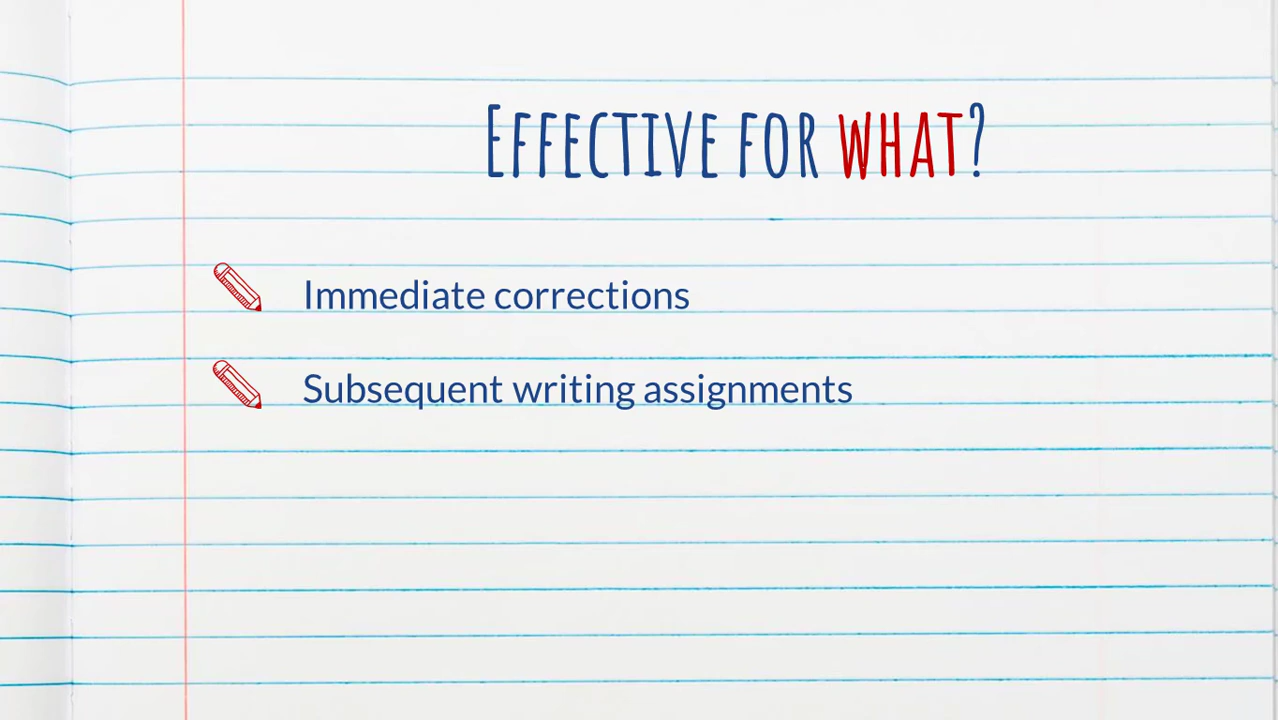 Effective for what?
Immediate corrections
Subsequent writing assignments